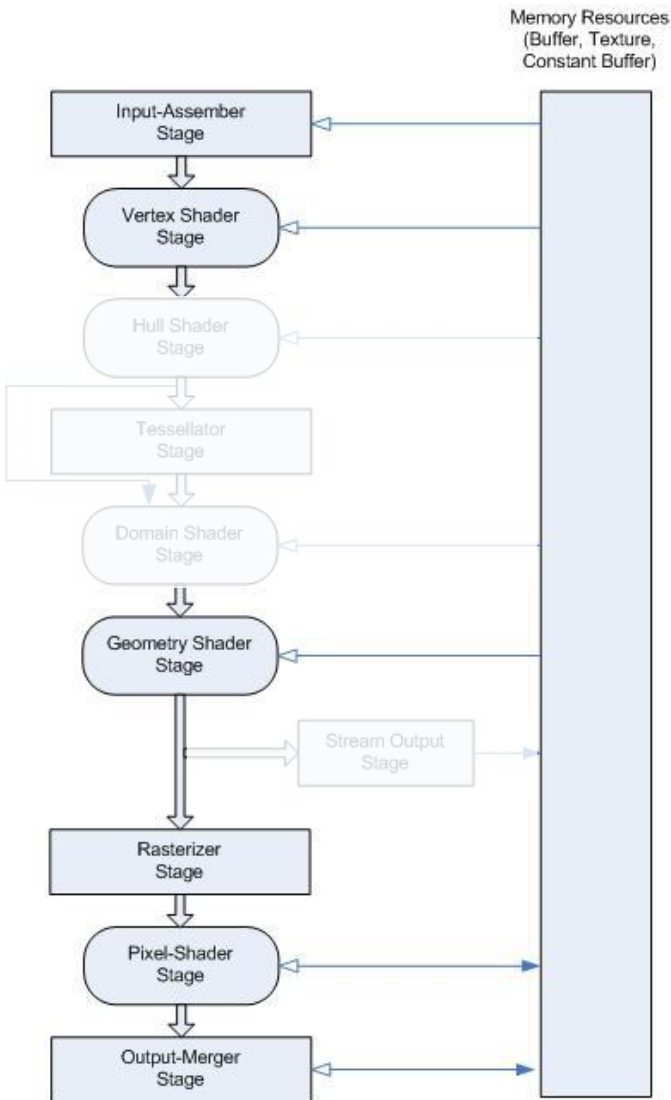 Memory Resources
(Buffer, Texture,
Constant Buffer)
Input-Assember
Stage
Vertex Shader
Stage
Hull Shader
Stage
Tessellator
Stage
Domain Shader
Stage
Geometry Shader
Stage
Stream Output
Stage
Rasterizer
Stage
Pixel-Shader
Stage
Output-Merger
Stage